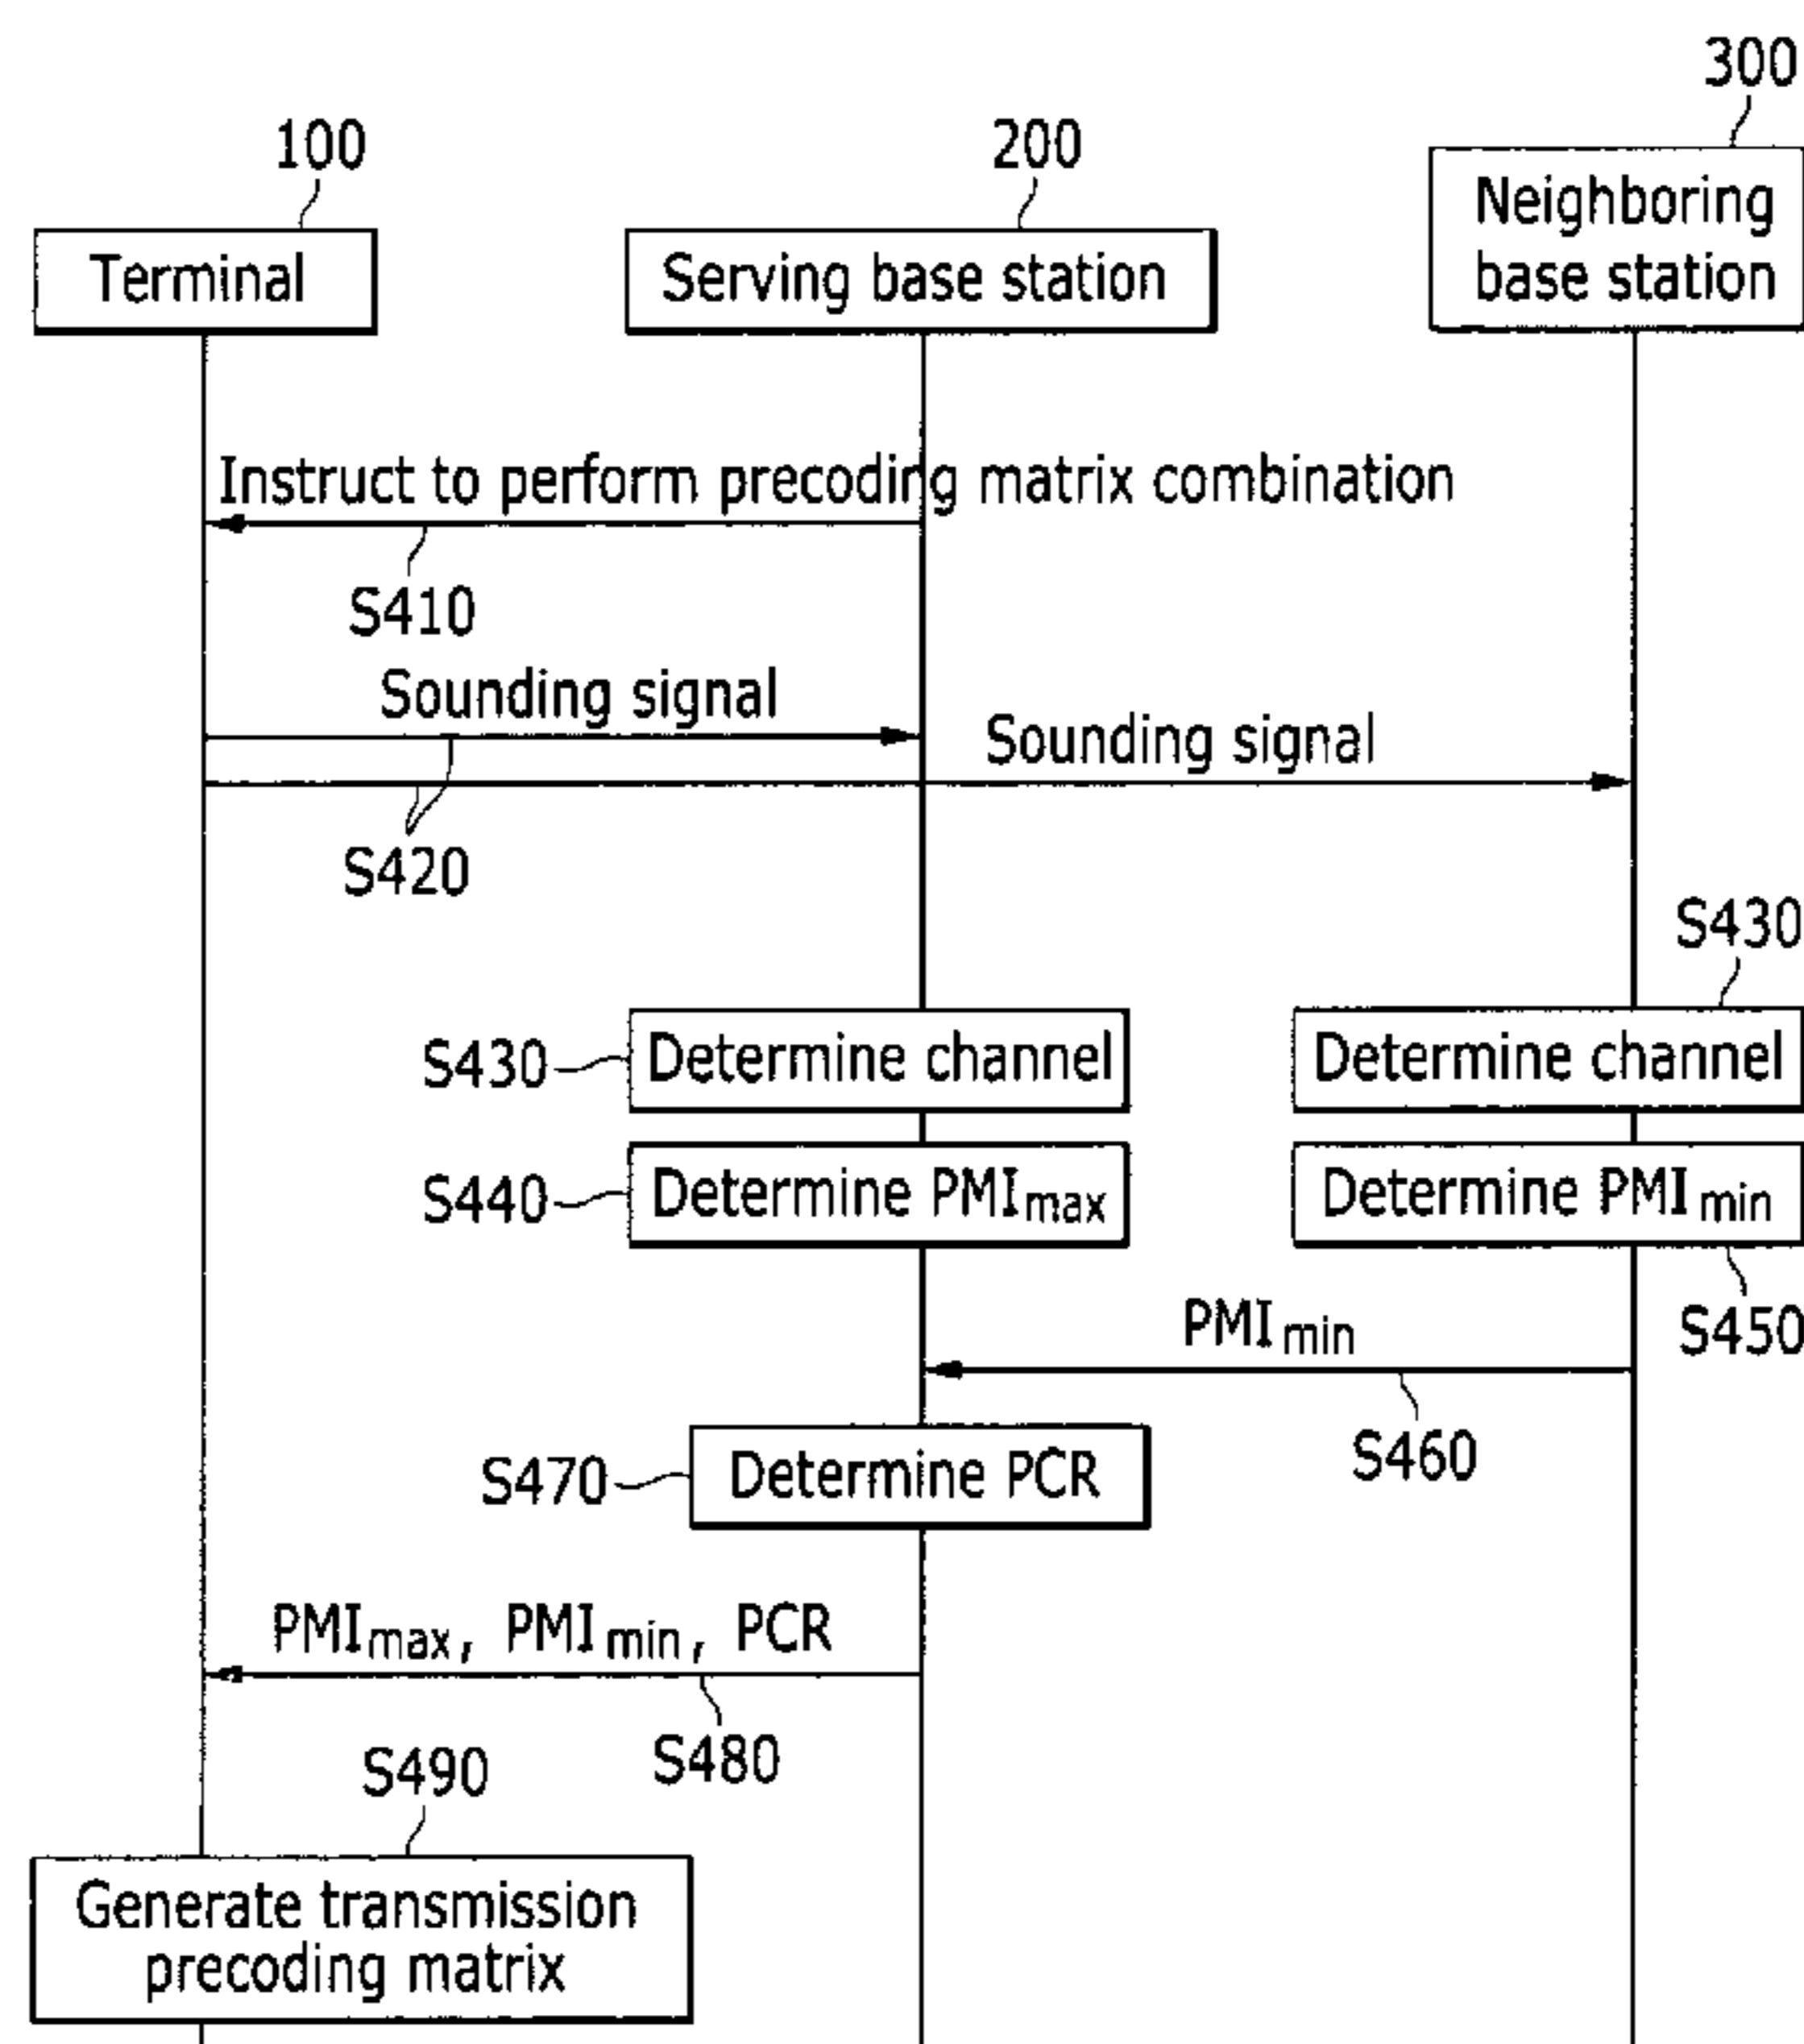 300
100
200
Neighboring
base station
Terminal
Serving base station
Instruct to perform precoding matrix combination
S410
Sounding signal
Sounding signal
S420
S430
S430
Determine channel
Determine channel
S440
Determine PMImax
Determine PMImin
PMImin
S450
S460
S470
Determine PCR
PMImax, PMImin, PCR
S480
S490
Generate transmission
precoding matrix